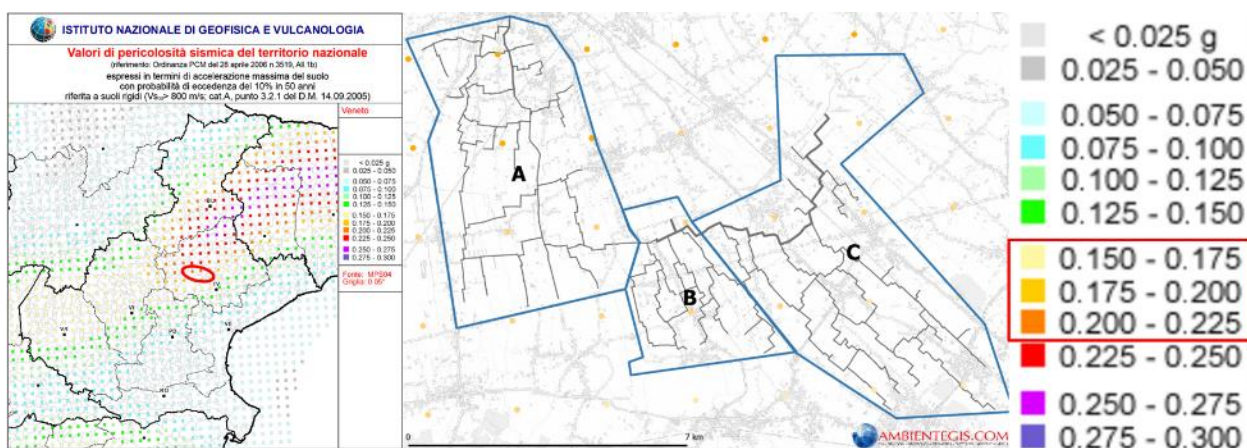 ISTITUTO NAZIONALE DI GEOFISICA E VULCANOLOGIA
Valori di pericolosità sismica del territorio nazionale
(riferimento: Ordinanza PCM del 28 aprile 2006 n.3519, All.1b)
espressi in termini di accelerazione massima del suolo
con probabilità di eccedenza del 10% in 50 anni
riferita a suoli rigidi (Vs₃₀> 800 m/s; cat.A, punto 3.2.1 del D.M. 14.09.2005)
Veneto
< 0.025 g
0.025 - 0.050
0.050 - 0.075
0.075 - 0.100
0.100 - 0.125
0.125 - 0.150
0.150 - 0.175
0.175 - 0.200
0.200 - 0.225
0.225 - 0.250
0.250 - 0.275
0.275 - 0.300
Fonte: MPS04
Griglia: 0.05°
A
B
C
0
7 km
AMBIENTEGIS.COM
< 0.025 g
0.025 - 0.050
0.050 - 0.075
0.075 - 0.100
0.100 - 0.125
0.125 - 0.150
0.150 - 0.175
0.175 - 0.200
0.200 - 0.225
0.225 - 0.250
0.250 - 0.275
0.275 - 0.300